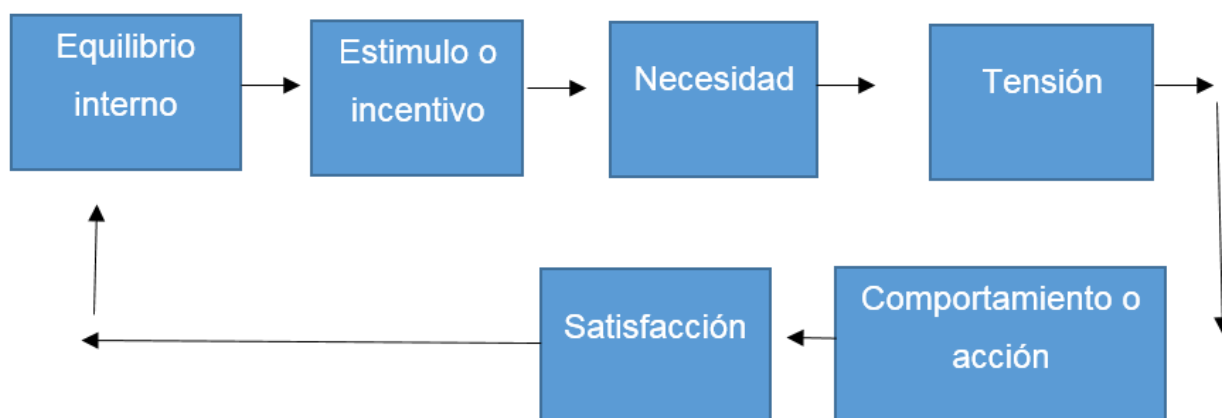 Equilibrio
interno
Estimulo o
incentivo
Necesidad
Tensión
Comportamiento o
acción
Satisfacción